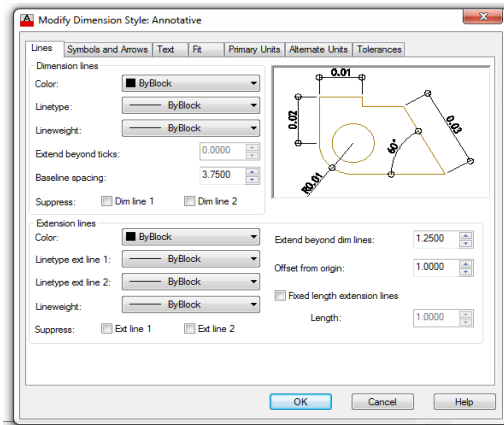 Modify Dimension Style: Annotative
Lines Symbols and Arrows Text Fit Primary Units Alternate Units Tolerances
Dimension lines
Color: ByBlock
Linetype: ByBlock
Lineweight: ByBlock
Extend beyond ticks: 0.0000
Baseline spacing: 3.7500
Suppress: Dim line 1 Dim line 2
0.01
0.02
0.03
60°
R0.01
Extension lines
Color: ByBlock
Linetype ext line 1: ByBlock
Linetype ext line 2: ByBlock
Lineweight: ByBlock
Suppress: Ext line 1 Ext line 2
Extend beyond dim lines: 1.2500
Offset from origin: 1.0000
Fixed length extension lines
Length: 1.0000
OK Cancel Help